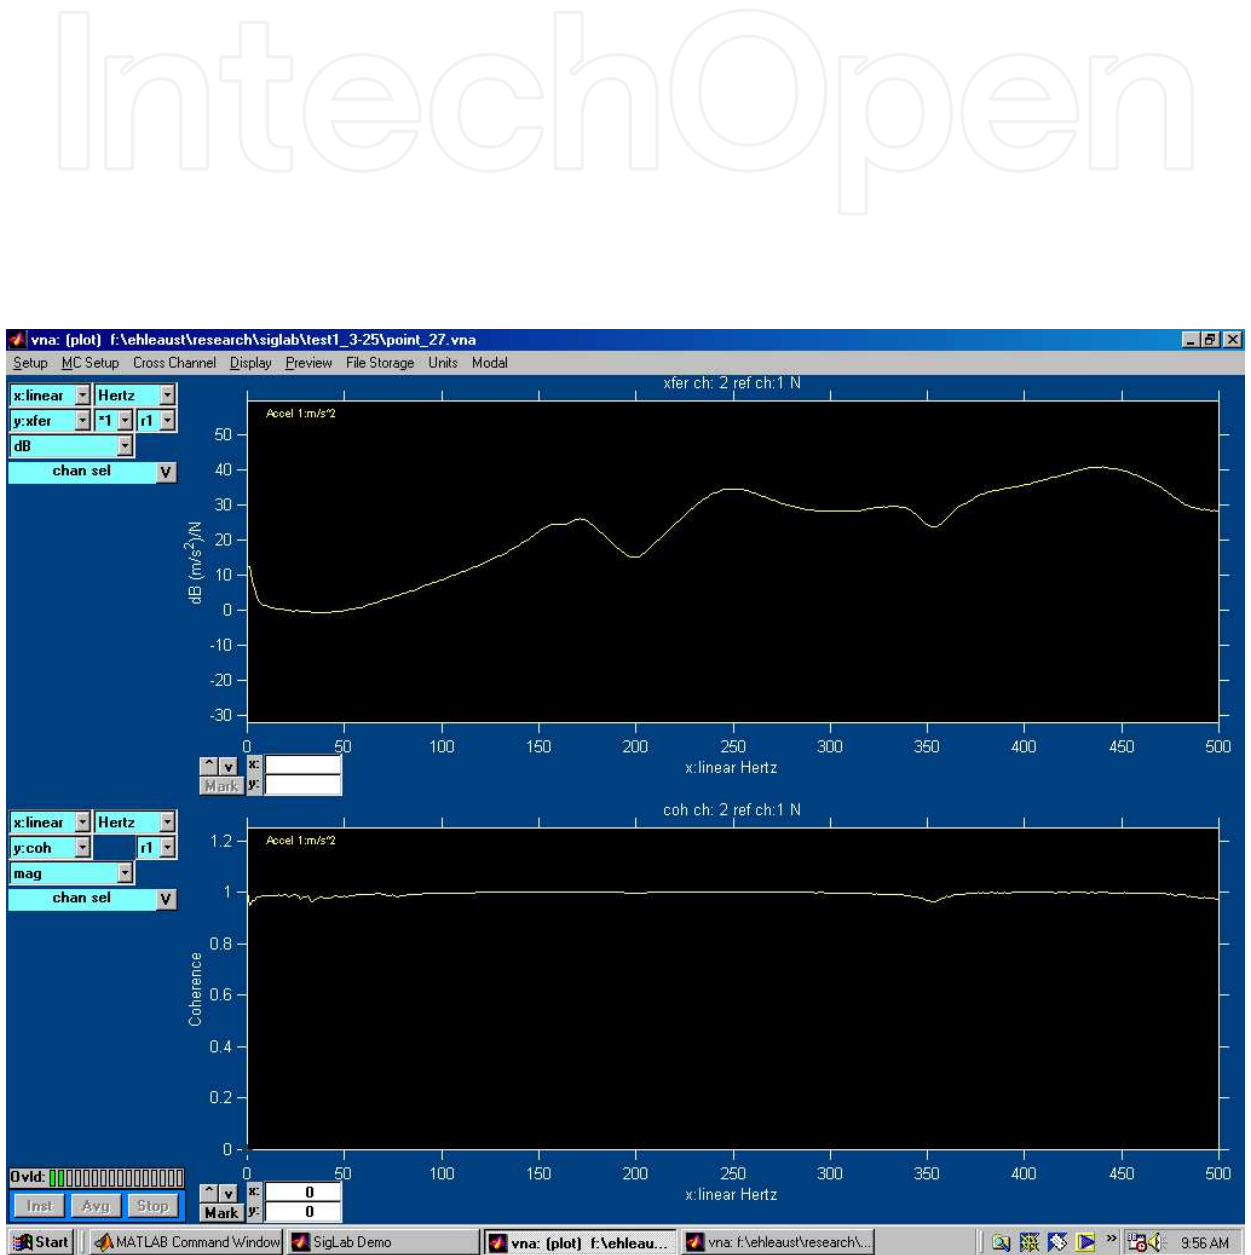 IntechOpen
vna: (plot) f:\ehleaust\research\siglab\test1_3-25\point_27.vna
Setup MC Setup Cross Channel Display Preview File Storage Units Modal
xfer ch: 2 ref ch:1 N
x:linear Hertz
y:xfer *1 r1
dB
chan sel V
Accel 1:m/s^2
dB (m/s2)/N
50
40
30
20
10
0
-10
-20
-30
0 50 100 150 200 250 300 350 400 450 500
x:linear Hertz
^ v x:
Mark y:
coh ch: 2 ref ch:1 N
x:linear Hertz
y:coh r1
mag
chan sel V
Accel 1:m/s^2
Coherence
1.2
1
0.8
0.6
0.4
0.2
0
0 50 100 150 200 250 300 350 400 450 500
x:linear Hertz
Ovld:
Inst Avg Stop
^ v x: 0
Mark y: 0
Start MATLAB Command Window SigLab Demo vna: (plot) f:\ehleau... vna: f:\ehleaust\research\... » 9:56 AM